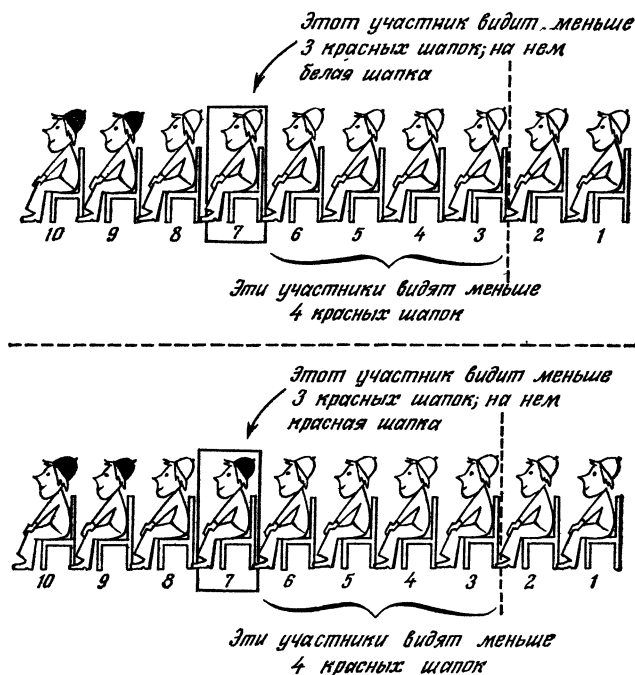 Этот участник видит меньше
3 красных шапок; на нем
белая шапка
10 9 8 7 6 5 4 3 2 1
Эти участники видят меньше
4 красных шапок
Этот участник видит меньше
3 красных шапок; на нем
красная шапка
10 9 8 7 6 5 4 3 2 1
Эти участники видят меньше
4 красных шапок